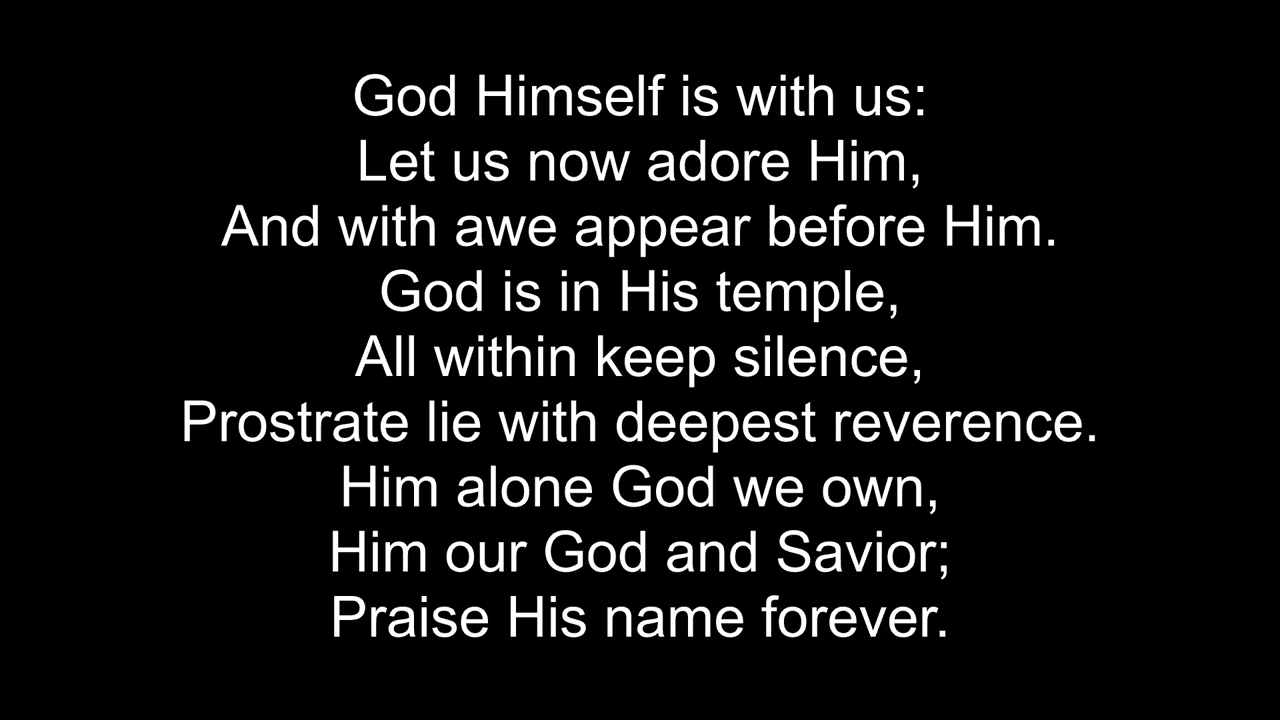 God Himself is with us:
Let us now adore Him,
And with awe appear before Him.
God is in His temple,
All within keep silence,
Prostrate lie with deepest reverence.
Him alone God we own,
Him our God and Savior;
Praise His name forever.